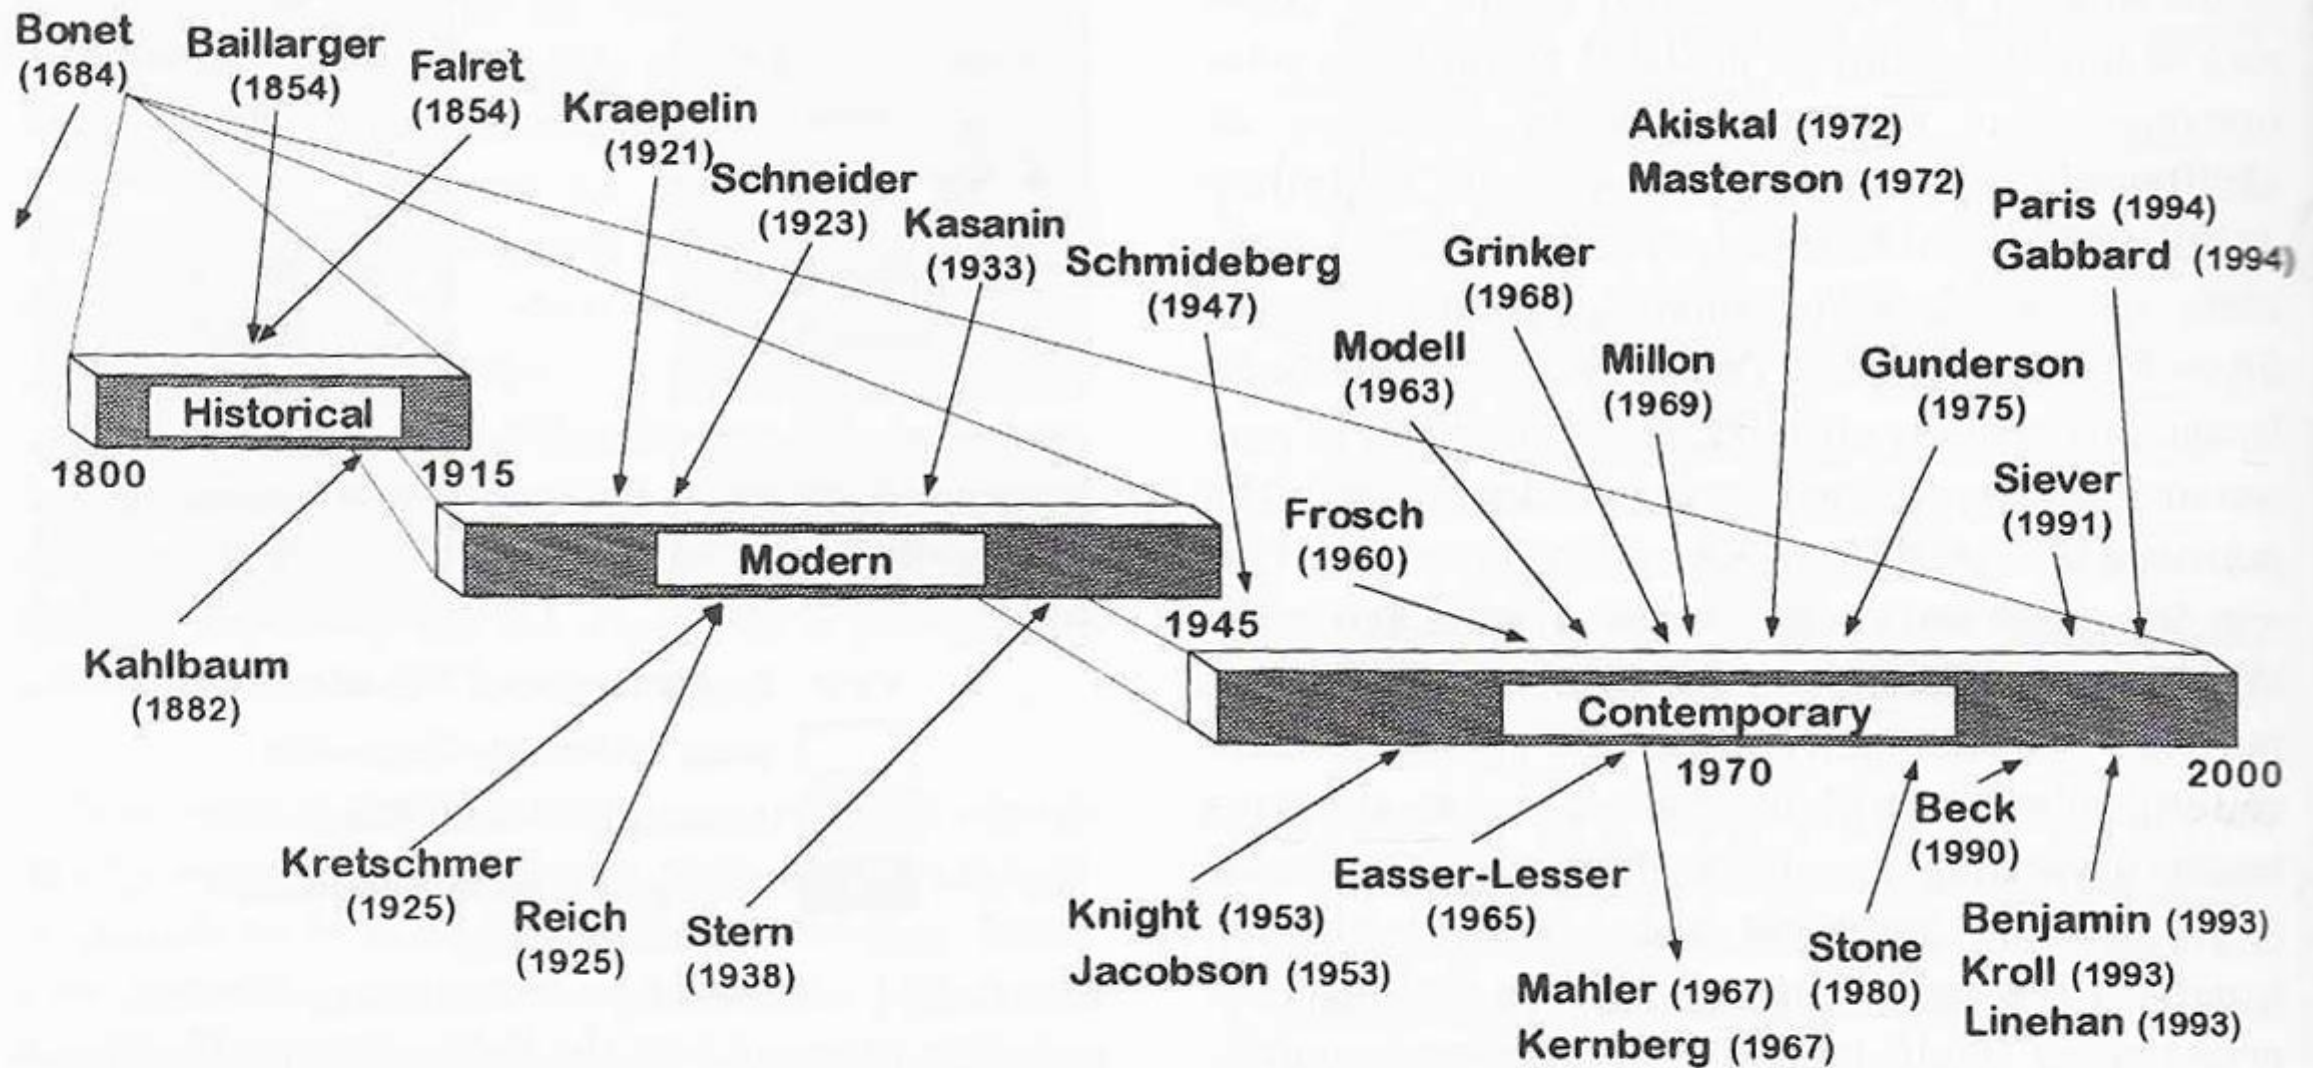 Bonet
(1684)
Baillarger
(1854)
Falret
(1854)
Kraepelin
(1921)
Schneider
(1923)
Kasanin
(1933)
Schmideberg
(1947)
Grinker
(1968)
Akiskal (1972)
Masterson (1972)
Paris (1994)
Gabbard (1994)
Modell
(1963)
Millon
(1969)
Gunderson
(1975)
Siever
(1991)
Frosch
(1960)
Historical
1800
1915
Modern
1945
Contemporary
1970
2000
Kahlbaum
(1882)
Kretschmer
(1925)
Reich
(1925)
Stern
(1938)
Knight (1953)
Jacobson (1953)
Easser-Lesser
(1965)
Mahler (1967)
Kernberg (1967)
Stone
(1980)
Beck
(1990)
Benjamin (1993)
Kroll (1993)
Linehan (1993)